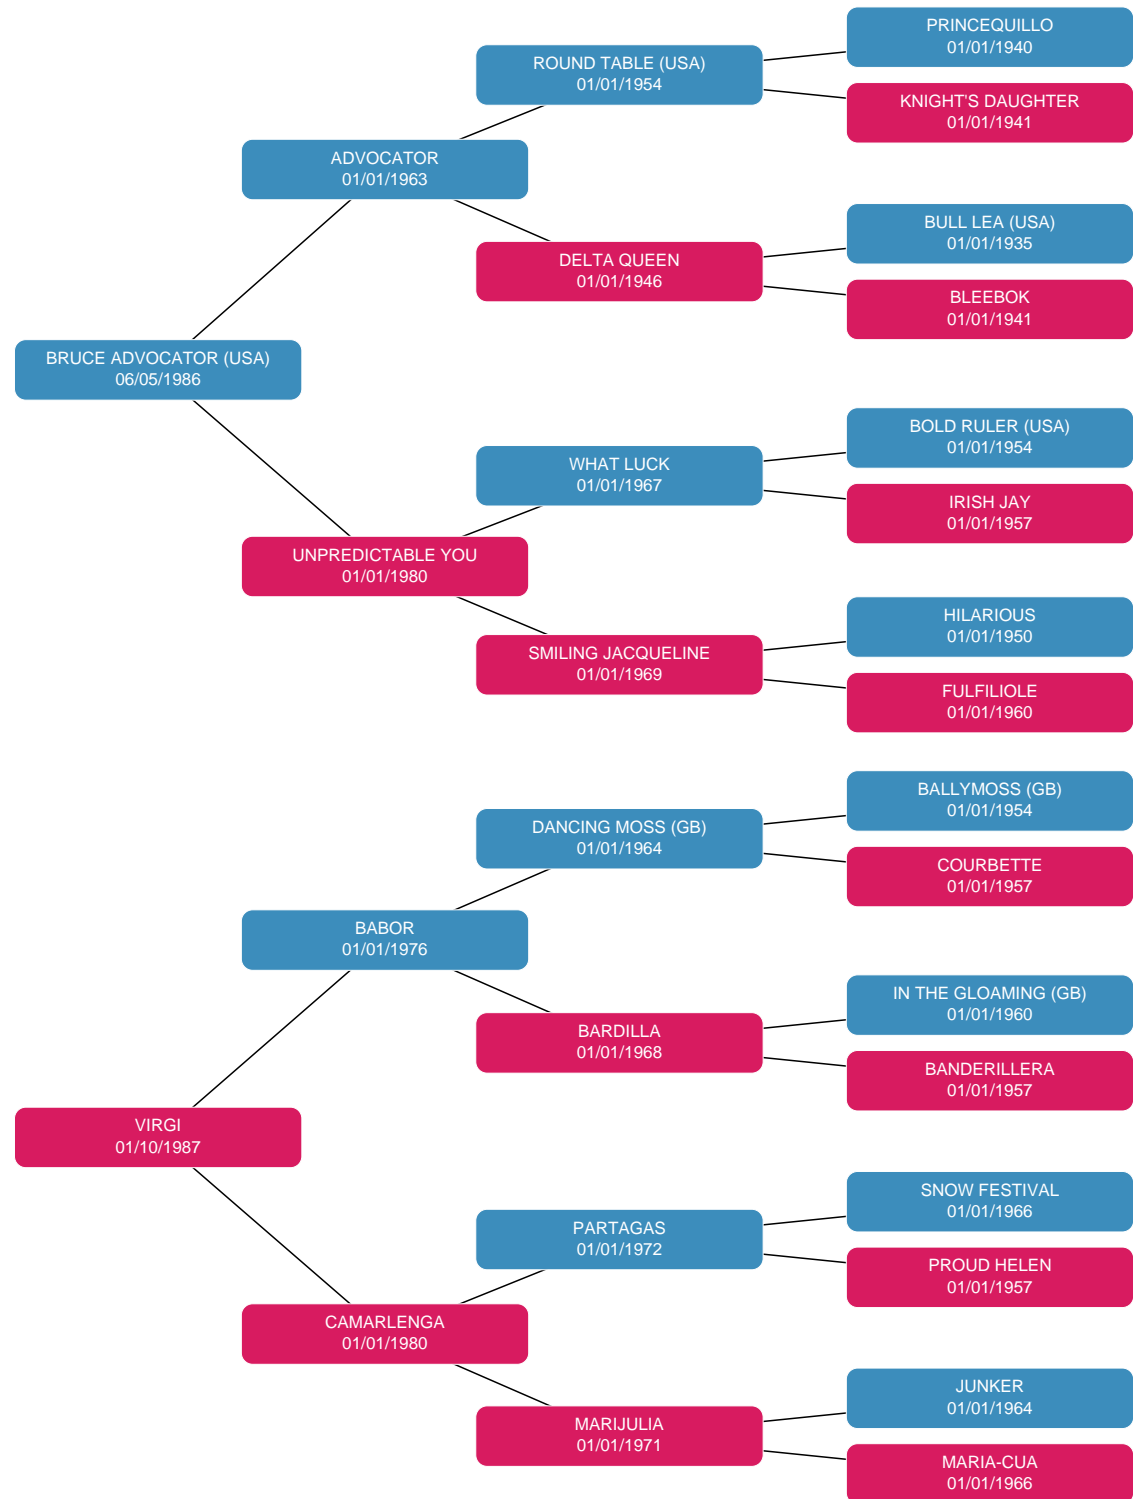 PRINCEQUILLO
01/01/1940
ROUND TABLE (USA)
01/01/1954
KNIGHT'S DAUGHTER
01/01/1941
ADVOCATOR
01/01/1963
BULL LEA (USA)
01/01/1935
DELTA QUEEN
01/01/1946
BLEEBOK
01/01/1941
BRUCE ADVOCATOR (USA)
06/05/1986
BOLD RULER (USA)
01/01/1954
WHAT LUCK
01/01/1967
IRISH JAY
01/01/1957
UNPREDICTABLE YOU
01/01/1980
HILARIOUS
01/01/1950
SMILING JACQUELINE
01/01/1969
FULFILIOLE
01/01/1960
BALLYMOSS (GB)
01/01/1954
DANCING MOSS (GB)
01/01/1964
COURBETTE
01/01/1957
BABOR
01/01/1976
IN THE GLOAMING (GB)
01/01/1960
BARDILLA
01/01/1968
BANDERILLERA
01/01/1957
VIRGI
01/10/1987
SNOW FESTIVAL
01/01/1966
PARTAGAS
01/01/1972
PROUD HELEN
01/01/1957
CAMARLENGA
01/01/1980
JUNKER
01/01/1964
MARIJULIA
01/01/1971
MARIA-CUA
01/01/1966